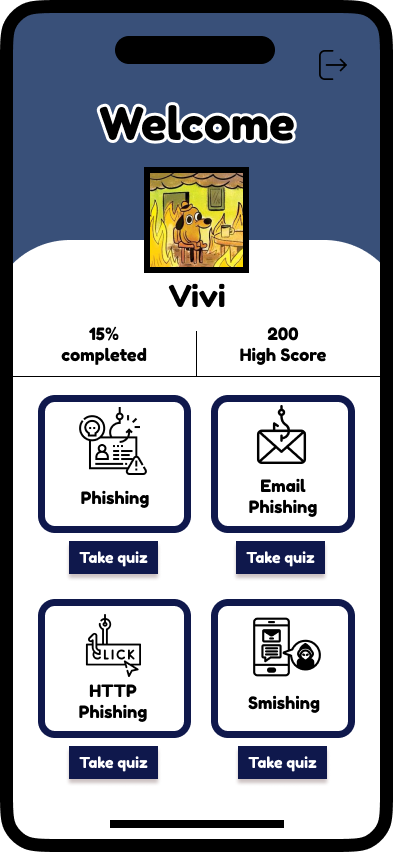 Welcome
Vivi
15%
completed
200
High Score
Phishing
Email
Phishing
Take quiz
Take quiz
CLICK
HTTP
Phishing
Smishing
Take quiz
Take quiz